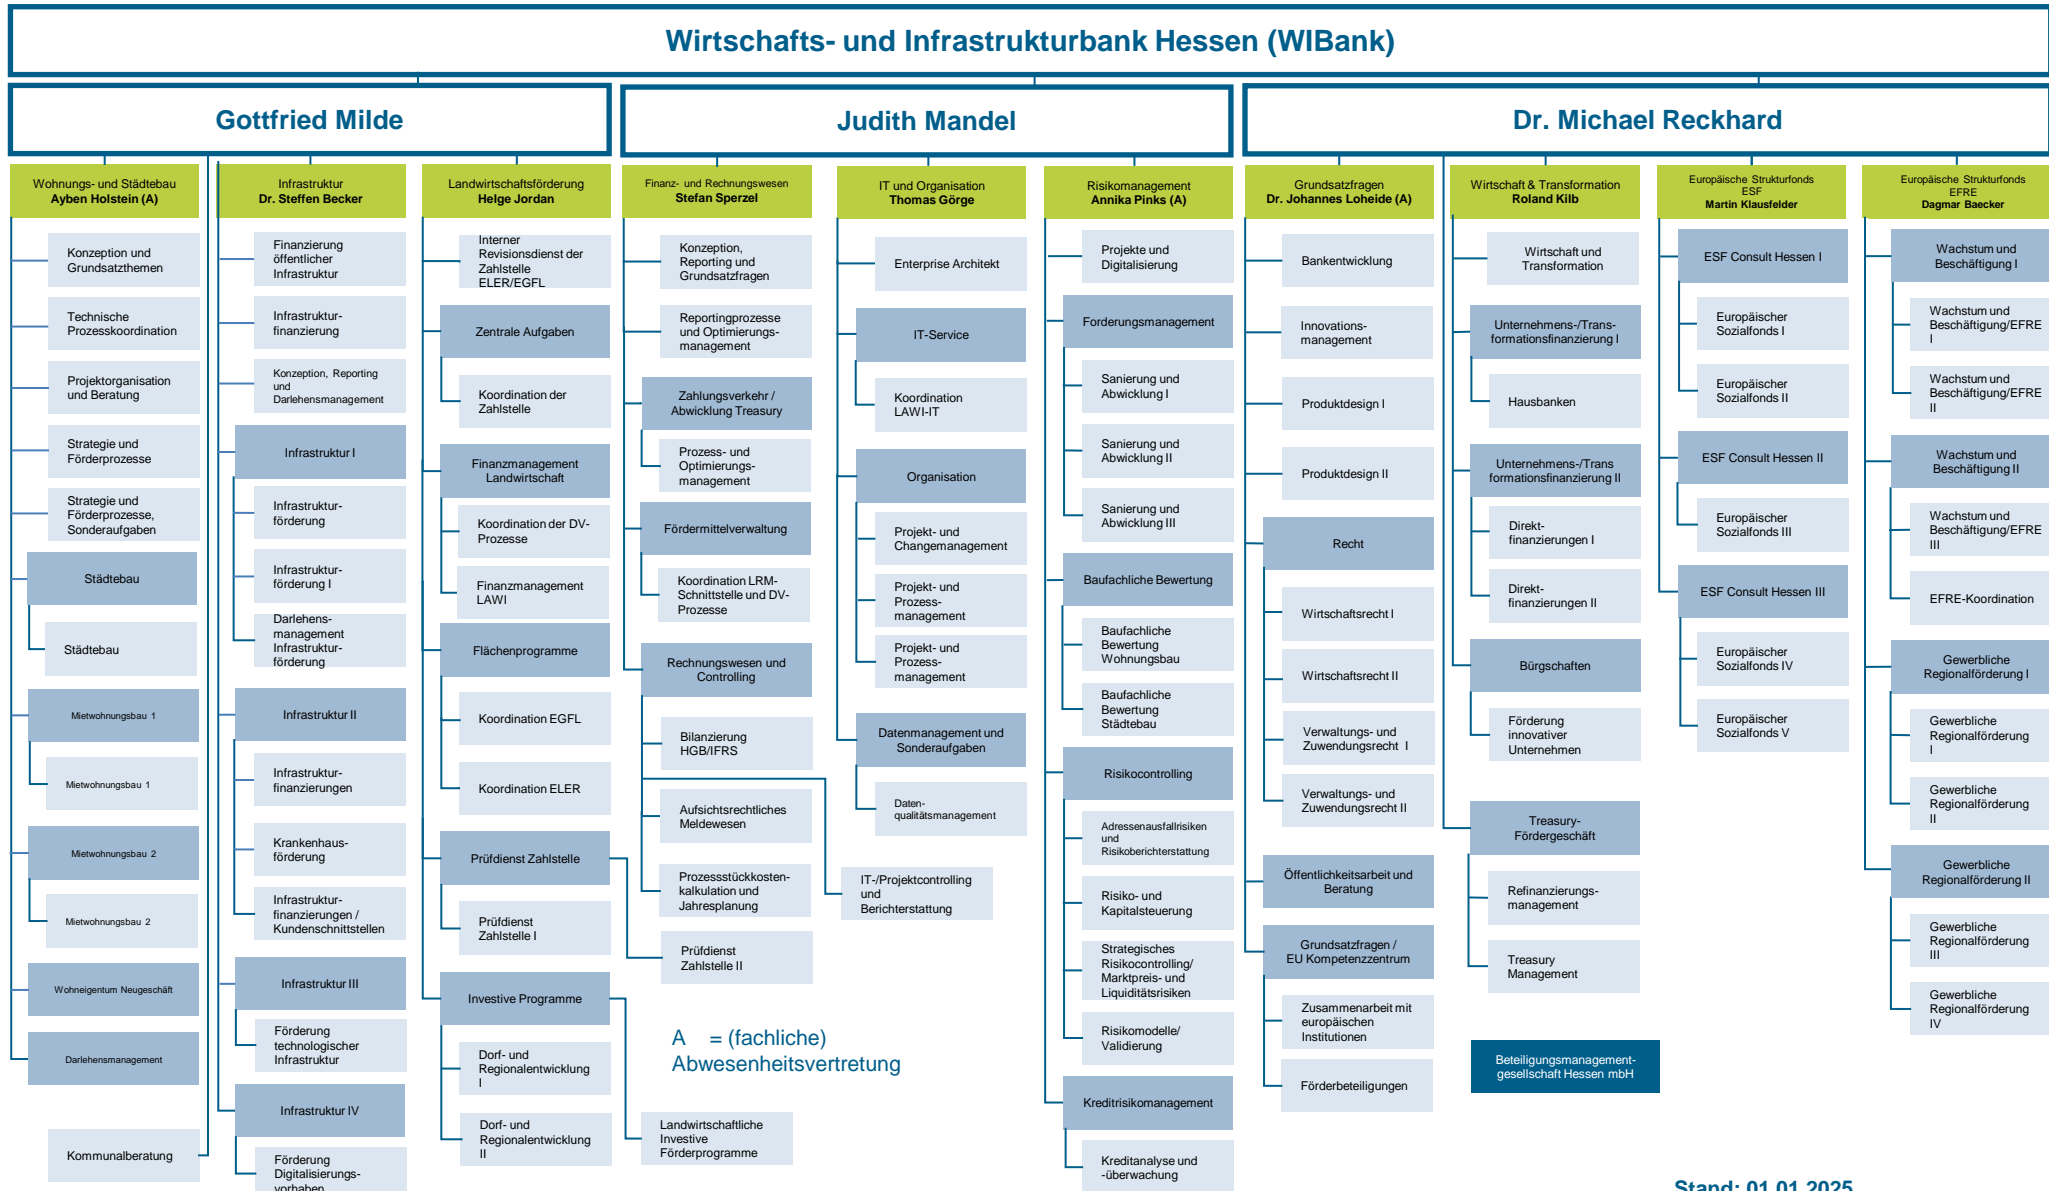 Wirtschafts- und Infrastrukturbank Hessen (WIBank)
Gottfried Milde
Judith Mandel
Dr. Michael Reckhard
Wohnungs- und Städtebau
Ayben Holstein (A)
Konzeption und
Grundsatzthemen
Technische
Prozesskoordination
Projektorganisation
und Beratung
Strategie und
Förderprozesse
Strategie und
Förderprozesse,
Sonderaufgaben
Städtebau
Städtebau
Mietwohnungsbau 1
Mietwohnungsbau 1
Mietwohnungsbau 2
Mietwohnungsbau 2
Wohneigentum Neugeschäft
Darlehensmanagement
Kommunalberatung
Infrastruktur
Dr. Steffen Becker
Finanzierung
öffentlicher
Infrastruktur
Infrastruktur-
finanzierung
Konzeption, Reporting
und
Darlehensmanagement
Infrastruktur I
Infrastruktur-
förderung
Infrastruktur-
förderung I
Darlehens-
management
Infrastruktur-
förderung
Infrastruktur II
Infrastruktur-
finanzierungen
Krankenhaus-
förderung
Infrastruktur-
finanzierungen /
Kundenschnittstellen
Infrastruktur III
Förderung
technologischer
Infrastruktur
Infrastruktur IV
Förderung
Digitalisierungs-
vorhaben
Landwirtschaftsförderung
Helge Jordan
Interner
Revisionsdienst der
Zahlstelle
ELER/EGFL
Zentrale Aufgaben
Koordination der
Zahlstelle
Finanzmanagement
Landwirtschaft
Koordination der DV-
Prozesse
Finanzmanagement
LAWI
Flächenprogramme
Koordination EGFL
Koordination ELER
Prüfdienst Zahlstelle
Prüfdienst
Zahlstelle I
Investive Programme
Dorf- und
Regionalentwicklung
I
Dorf- und
Regionalentwicklung
II
Finanz- und Rechnungswesen
Stefan Sperzel
Konzeption,
Reporting und
Grundsatzfragen
Reportingprozesse
und Optimierungs-
management
Zahlungsverkehr /
Abwicklung Treasury
Prozess- und
Optimierungs-
management
Fördermittelverwaltung
Koordination LRM-
Schnittstelle und DV-
Prozesse
Rechnungswesen und
Controlling
Bilanzierung
HGB/IFRS
Aufsichtsrechtliches
Meldewesen
Prozessstückkosten-
kalkulation und
Jahresplanung
Prüfdienst
Zahlstelle II
A = (fachliche)
Abwesenheitsvertretung
Landwirtschaftliche
Investive
Förderprogramme
IT und Organisation
Thomas Görge
Enterprise Architekt
IT-Service
Koordination
LAWI-IT
Organisation
Projekt- und
Changemanagement
Projekt- und
Prozess-
management
Projekt- und
Prozess-
management
Datenmanagement und
Sonderaufgaben
Daten-
qualitätsmanagement
IT-/Projektcontrolling
und
Berichterstattung
Risikomanagement
Annika Pinks (A)
Projekte und
Digitalisierung
Forderungsmanagement
Sanierung und
Abwicklung I
Sanierung und
Abwicklung II
Sanierung und
Abwicklung III
Baufachliche Bewertung
Baufachliche
Bewertung
Wohnungsbau
Baufachliche
Bewertung
Städtebau
Risikocontrolling
Adressenausfallrisiken
und
Risikoberichterstattung
Risiko- und
Kapitalsteuerung
Strategisches
Risikocontrolling/
Marktpreis- und
Liquiditätsrisiken
Risikomodelle/
Validierung
Kreditrisikomanagement
Kreditanalyse und
-überwachung
Grundsatzfragen
Dr. Johannes Loheide (A)
Bankentwicklung
Innovations-
management
Produktdesign I
Produktdesign II
Recht
Wirtschaftsrecht I
Wirtschaftsrecht II
Verwaltungs- und
Zuwendungsrecht I
Verwaltungs- und
Zuwendungsrecht II
Öffentlichkeitsarbeit und
Beratung
Grundsatzfragen /
EU Kompetenzzentrum
Zusammenarbeit mit
europäischen
Institutionen
Förderbeteiligungen
Wirtschaft & Transformation
Roland Kilb
Wirtschaft und
Transformation
Unternehmens-/Trans-
formationsfinanzierung I
Hausbanken
Unternehmens-/Trans
formationsfinanzierung II
Direkt-
finanzierungen I
Direkt-
finanzierungen II
Bürgschaften
Förderung
innovativer
Unternehmen
Treasury-
Fördergeschäft
Refinanzierungs-
management
Treasury
Management
Beteiligungsmanagement-
gesellschaft Hessen mbH
Europäische Strukturfonds
ESF
Martin Klausfelder
ESF Consult Hessen I
Europäischer
Sozialfonds I
Europäischer
Sozialfonds II
ESF Consult Hessen II
Europäischer
Sozialfonds III
ESF Consult Hessen III
Europäischer
Sozialfonds IV
Europäischer
Sozialfonds V
Europäische Strukturfonds
EFRE
Dagmar Baecker
Wachstum und
Beschäftigung I
Wachstum und
Beschäftigung/EFRE
I
Wachstum und
Beschäftigung/EFRE
II
Wachstum und
Beschäftigung II
Wachstum und
Beschäftigung/EFRE
III
EFRE-Koordination
Gewerbliche
Regionalförderung I
Gewerbliche
Regionalförderung
I
Gewerbliche
Regionalförderung
II
Gewerbliche
Regionalförderung II
Gewerbliche
Regionalförderung
III
Gewerbliche
Regionalförderung
IV
Stand: 01.01.2025